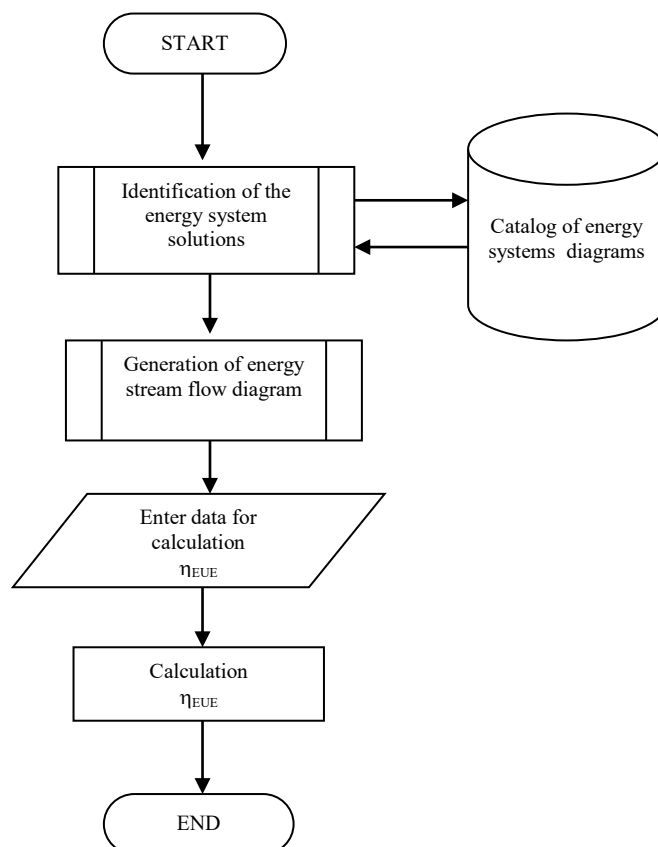 START
Identification of the
energy system
solutions
Catalog of energy
systems diagrams
Generation of energy
stream flow diagram
Enter data for
calculation
ηEUE
Calculation
ηEUE
END